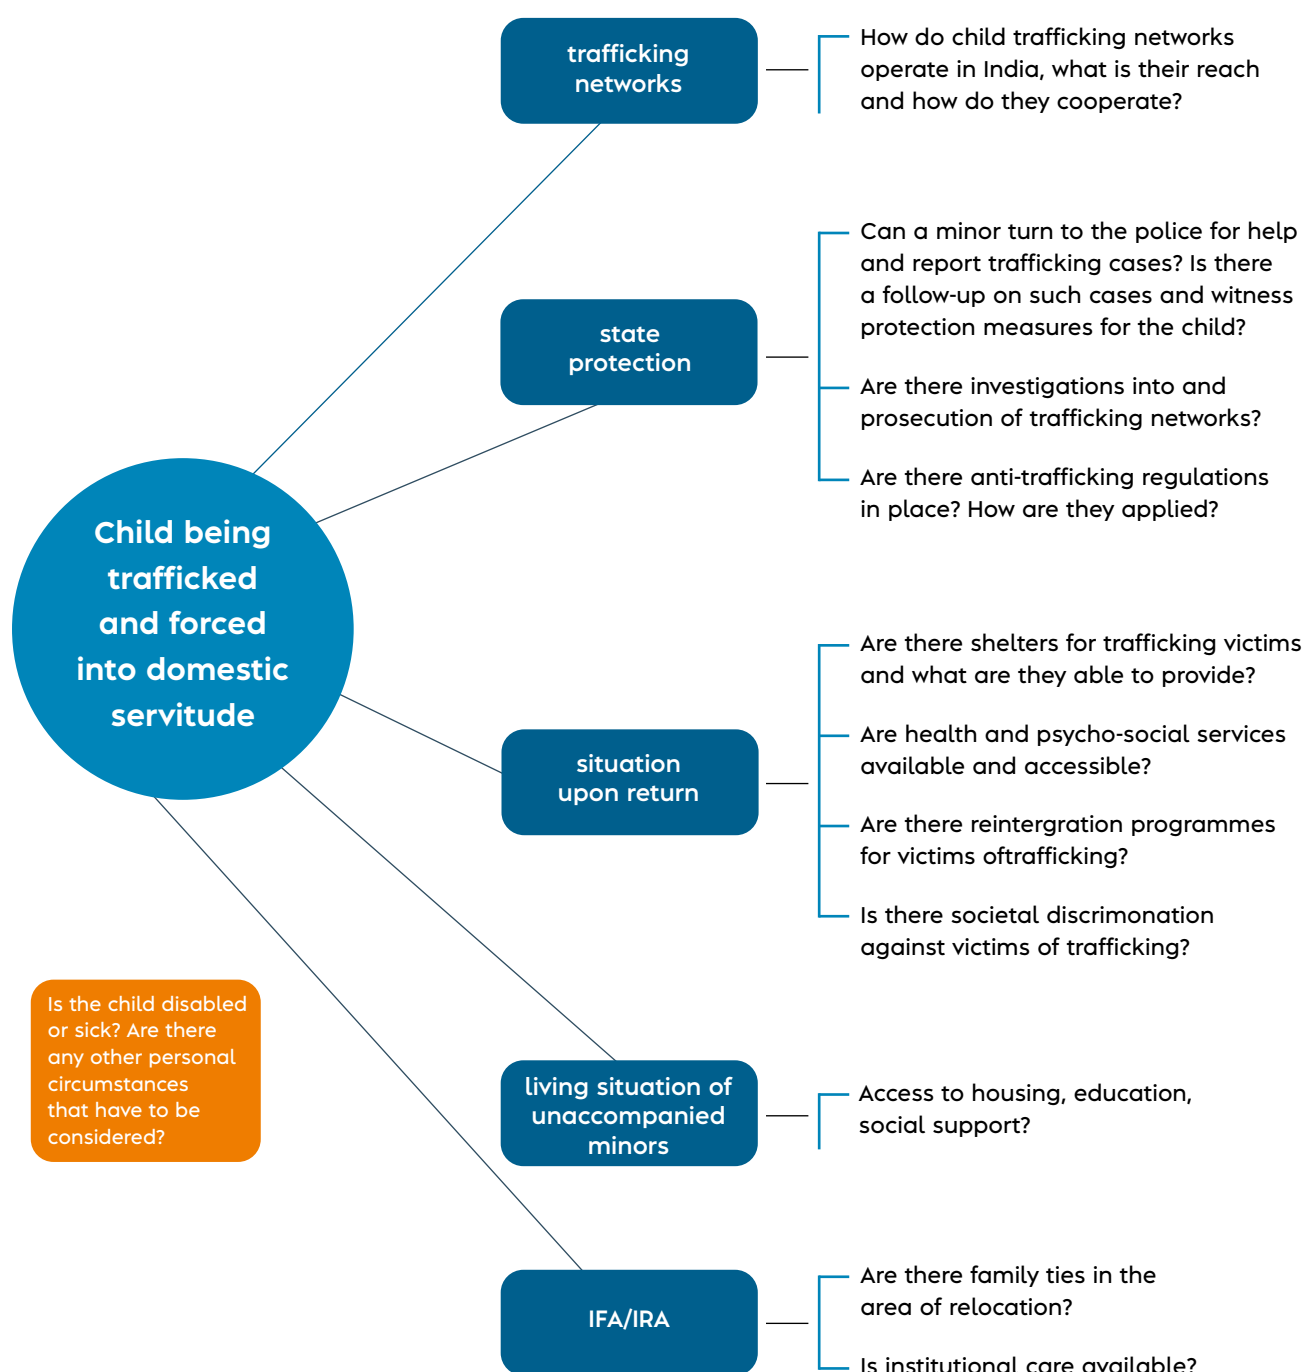 trafficking
networks
How do child trafficking networks
operate in India, what is their reach
and how do they cooperate?
state
protection
Can a minor turn to the police for help
and report trafficking cases? Is there
a follow-up on such cases and witness
protection measures for the child?
Are there investigations into and
prosecution of trafficking networks?
Are there anti-trafficking regulations
in place? How are they applied?
Child being
trafficked
and forced
into domestic
servitude
situation
upon return
Are there shelters for trafficking victims
and what are they able to provide?
Are health and psycho-social services
available and accessible?
Are there reintergration programmes
for victims oftrafficking?
Is there societal discrimonation
against victims of trafficking?
Is the child disabled
or sick? Are there
any other personal
circumstances
that have to be
considered?
living situation of
unaccompanied
minors
Access to housing, education,
social support?
IFA/IRA
Are there family ties in the
area of relocation?
Is institutional care available?